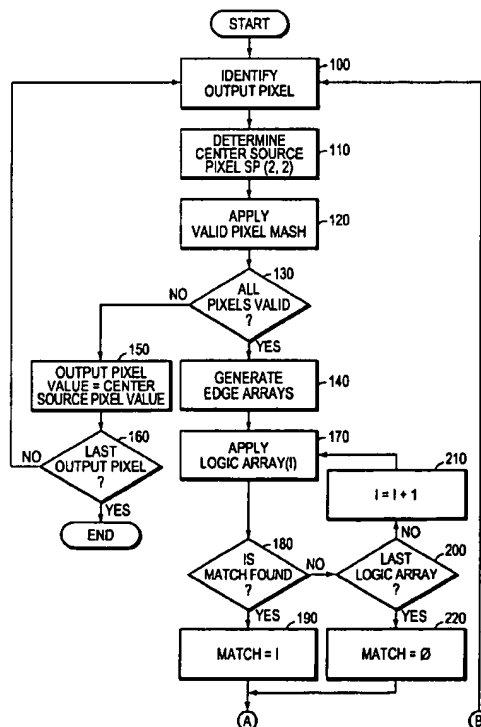 START
100
IDENTIFY
OUTPUT PIXEL
DETERMINE
CENTER SOURCE
PIXEL SP (2, 2)
110
APPLY
VALID PIXEL MASH
120
130
ALL
PIXELS VALID
?
NO
YES
150
OUTPUT PIXEL
VALUE = CENTER
SOURCE PIXEL VALUE
GENERATE
EDGE ARRAYS
140
160
LAST
OUTPUT PIXEL
?
NO
YES
END
170
APPLY
LOGIC ARRAY(I)
210
I = I + 1
180
IS
MATCH FOUND
?
NO
YES
NO
200
LAST
LOGIC ARRAY
?
YES
190
MATCH = I
220
MATCH = Ø
A
B